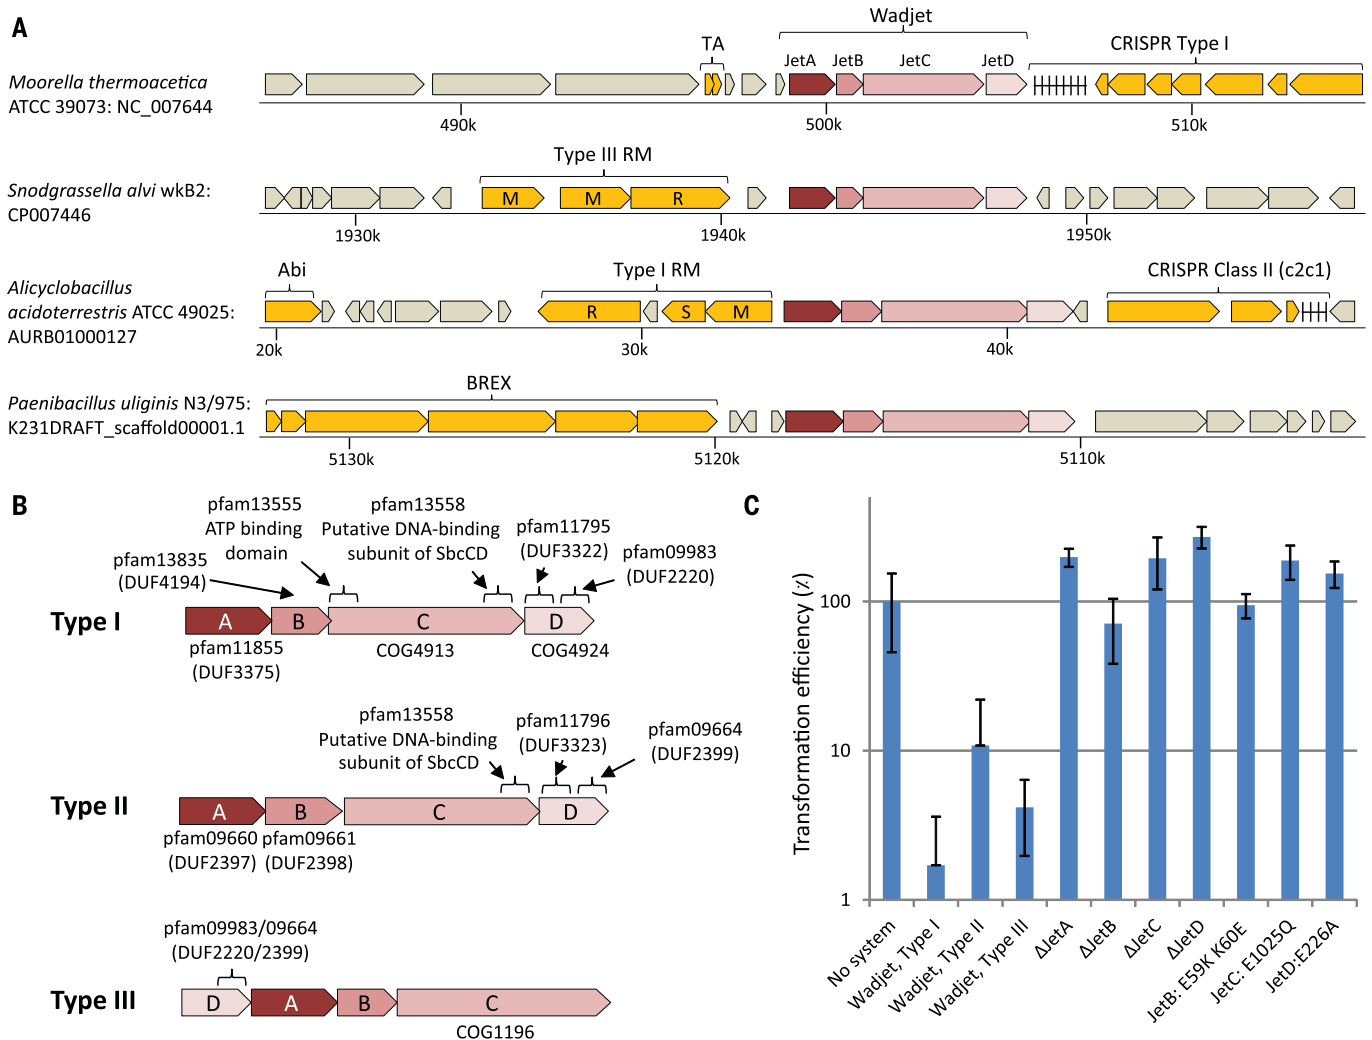 A
Wadjet
TA
CRISPR Type I
JetA JetB JetC JetD
Moorella thermoacetica
ATCC 39073: NC_007644
490k 500k 510k
Type III RM
Snodgrassella alvi wkB2:
CP007446
M M R
1930k 1940k 1950k
Abi Type I RM CRISPR Class II (c2c1)
Alicyclobacillus
acidoterrestris ATCC 49025:
AURB01000127
R S M
20k 30k 40k
BREX
Paenibacillus uliginis N3/975:
K231DRAFT_scaffold00001.1
5130k 5120k 5110k
B
pfam13555
ATP binding
domain
pfam13558
Putative DNA-binding
subunit of SbcCD
pfam11795
(DUF3322)
pfam09983
(DUF2220)
pfam13835
(DUF4194)
Type I
A B C D
pfam11855
(DUF3375)
COG4913
COG4924
pfam13558
Putative DNA-binding
subunit of SbcCD
pfam11796
(DUF3323)
pfam09664
(DUF2399)
Type II
A B C D
pfam09660
(DUF2397)
pfam09661
(DUF2398)
pfam09983/09664
(DUF2220/2399)
Type III
D A B C
COG1196
C
Transformation efficiency (٪)
100
10
1
No system
Wadjet, Type I
Wadjet, Type II
Wadjet, Type III
ΔJetA
ΔJetB
ΔJetC
ΔJetD
JetB: E59K K60E
JetC: E1025Q
JetD:E226A